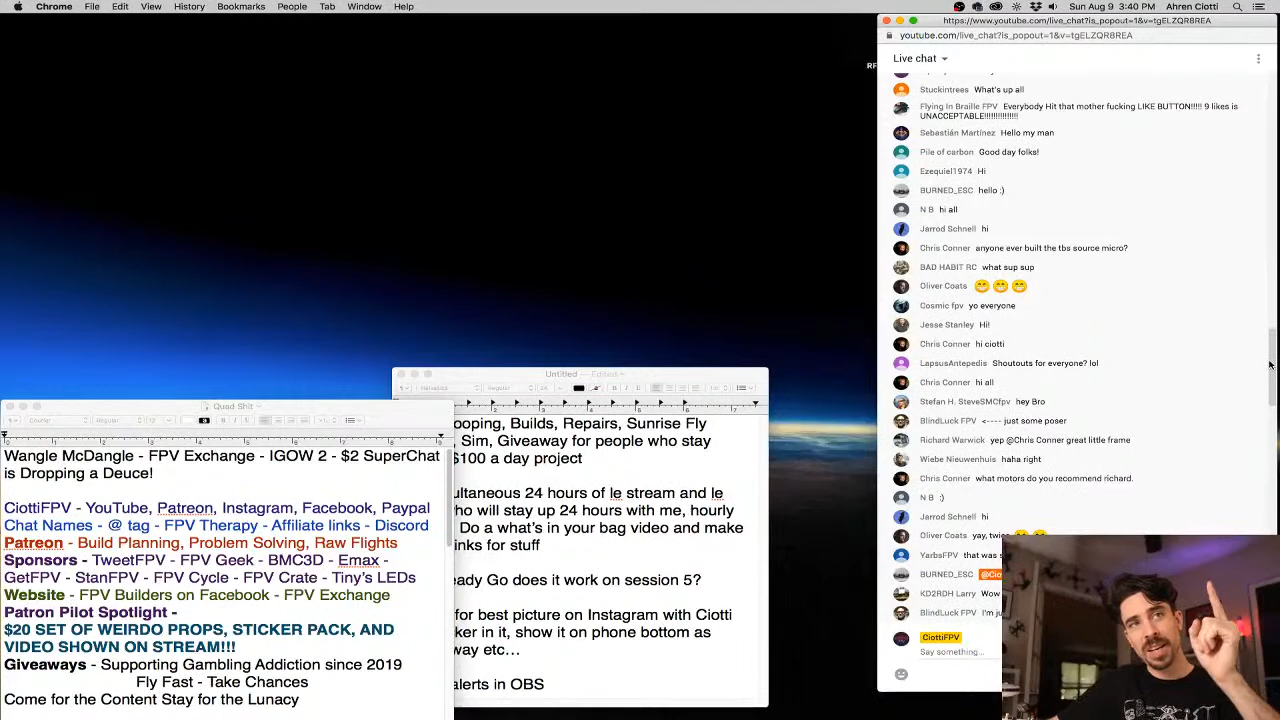 Chrome File Edit View History Bookmarks People Tab Window Help
Sun Aug 9 3:40 PM Ahren Ciotti
https://www.youtube.com/live_chat?is_popout=1&v=tgELZQR8REA
youtube.com/live_chat?is_popout=1&v=tgELZQR8REA
RF
Live chat
Stuckintrees What's up all
Flying In Braille FPV Everybody Hit that mother fucking LIKE BUTTON!!!!! 9 likes is
UNACCEPTABLE!!!!!!!!!!!!!!!
Sebastián Martínez Hello my man
Pile of carbon Good day folks!
Ezequiel1974 Hi
BURNED_ESC hello :)
N B hi all
Jarrod Schnell hi
Chris Conner anyone ever built the tbs source micro?
BAD HABIT RC what sup sup
Oliver Coats
Cosmic fpv yo everyone
Jesse Stanley Hi!
Chris Conner hi ciotti
LapsusAntepedis Shoutouts for everyone? lol
Chris Conner hi all
Stefan H. SteveSMCfpv hey Bro
BlindLuck FPV <---- just some poser
Richard Warwick yep @Chris Conner great little frame
Wiebe Nieuwenhuis haha right
Chris Conner what motors do you recommend richard.
N B :)
Jarrod Schnell hi
Oliver Coats yay, twice
YarbsFPV that was s
BURNED_ESC @Cio
KD2RDH Larry Wow
BlindLuck FPV I'm ju
CiottiFPV
Say something...
Untitled — Edited
Helvetica Regular
ooping, Builds, Repairs, Sunrise Fly
, Sim, Giveaway for people who stay
$100 a day project
ultaneous 24 hours of le stream and le
ho will stay up 24 hours with me, hourly
Do a what's in your bag video and make
inks for stuff
eady Go does it work on session 5?
for best picture on Instagram with Ciotti
ker in it, show it on phone bottom as
way etc…
alerts in OBS
Quad Shit
Regular
Wangle McDangle - FPV Exchange - IGOW 2 - $2 SuperChat
is Dropping a Deuce!
CiottiFPV - YouTube, Patreon, Instagram, Facebook, Paypal
Chat Names - @ tag - FPV Therapy - Affiliate links - Discord
Patreon - Build Planning, Problem Solving, Raw Flights
Sponsors - TweetFPV - FPV Geek - BMC3D - Emax -
GetFPV - StanFPV - FPV Cycle - FPV Crate - Tiny's LEDs
Website - FPV Builders on Facebook - FPV Exchange
Patron Pilot Spotlight -
$20 SET OF WEIRDO PROPS, STICKER PACK, AND
VIDEO SHOWN ON STREAM!!!
Giveaways - Supporting Gambling Addiction since 2019
Fly Fast - Take Chances
Come for the Content Stay for the Lunacy